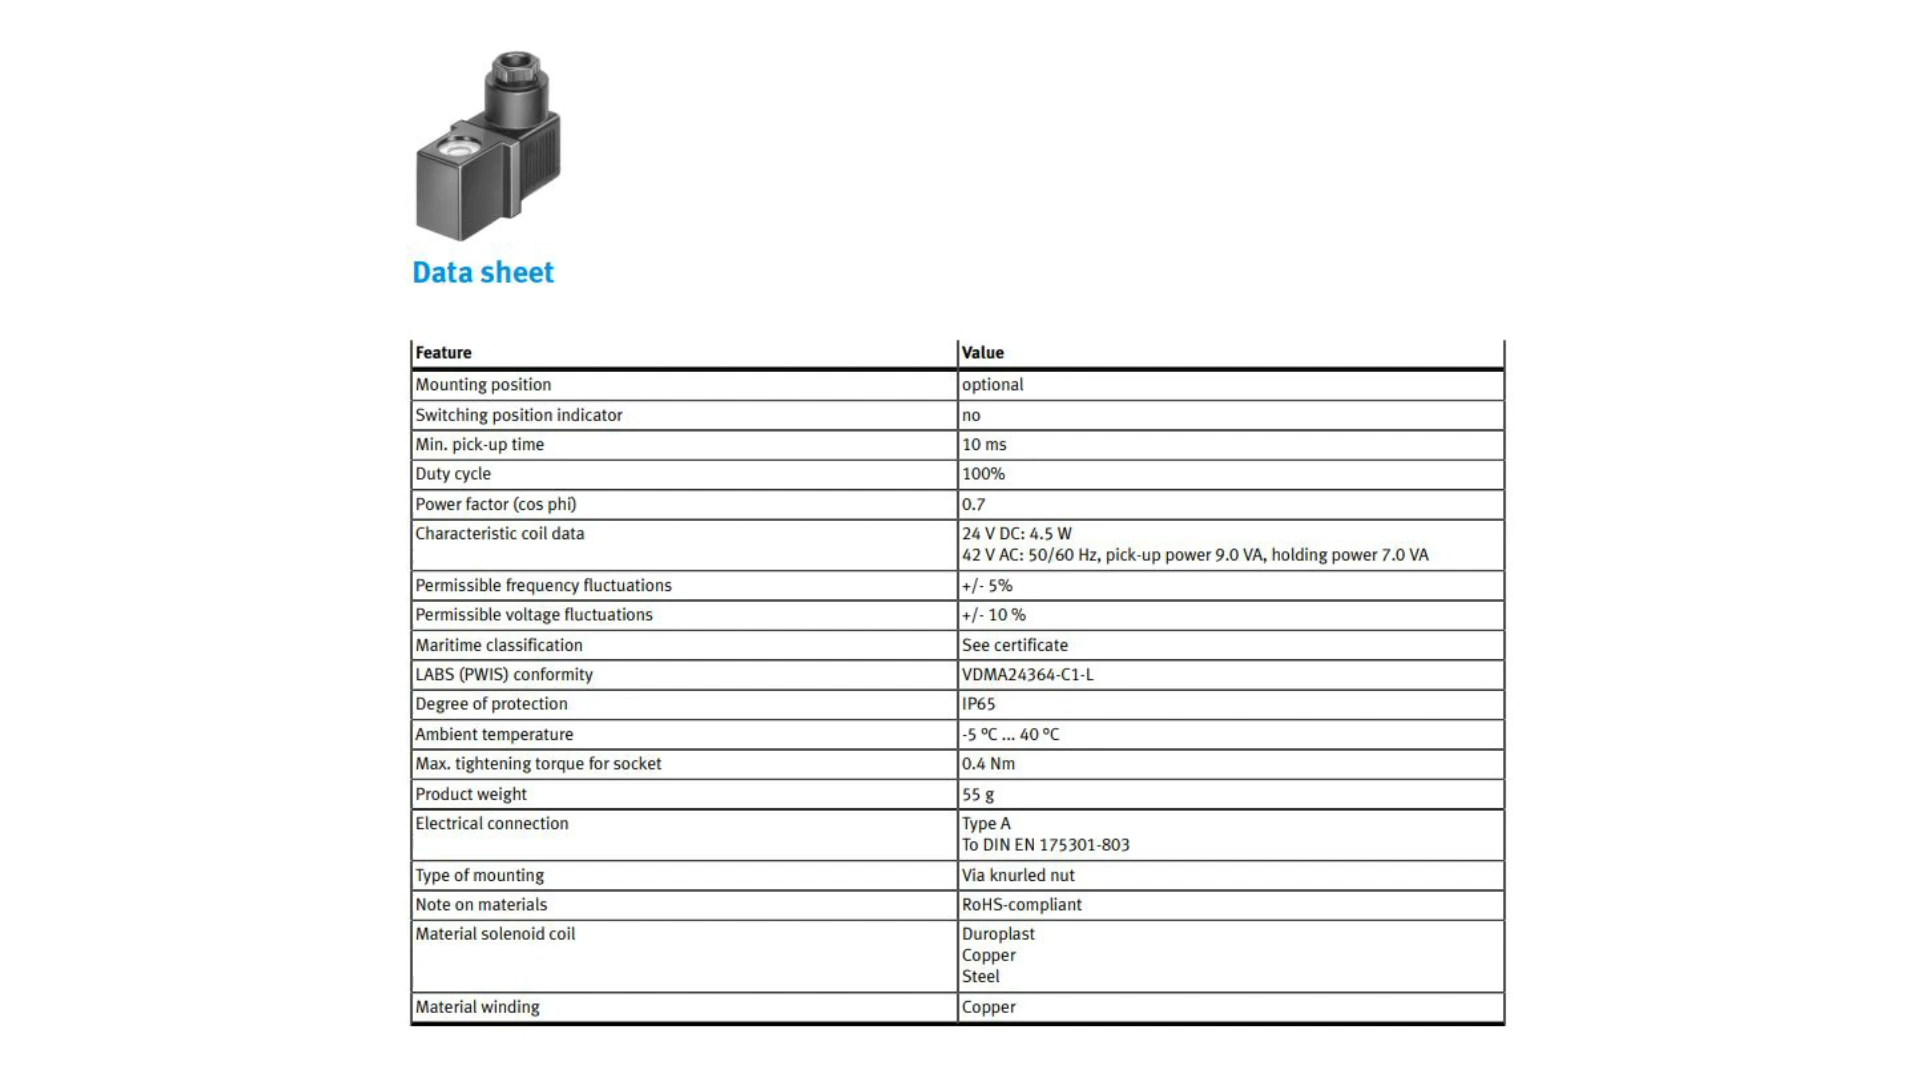 Data sheet
Feature Value
Mounting position optional
Switching position indicator no
Min. pick-up time 10 ms
Duty cycle 100%
Power factor (cos phi) 0.7
Characteristic coil data 24 V DC: 4.5 W
42 V AC: 50/60 Hz, pick-up power 9.0 VA, holding power 7.0 VA
Permissible frequency fluctuations +/- 5%
Permissible voltage fluctuations +/- 10 %
Maritime classification See certificate
LABS (PWIS) conformity VDMA24364-C1-L
Degree of protection IP65
Ambient temperature -5 ºC ... 40 ºC
Max. tightening torque for socket 0.4 Nm
Product weight 55 g
Electrical connection Type A
To DIN EN 175301-803
Type of mounting Via knurled nut
Note on materials RoHS-compliant
Material solenoid coil Duroplast
Copper
Steel
Material winding Copper